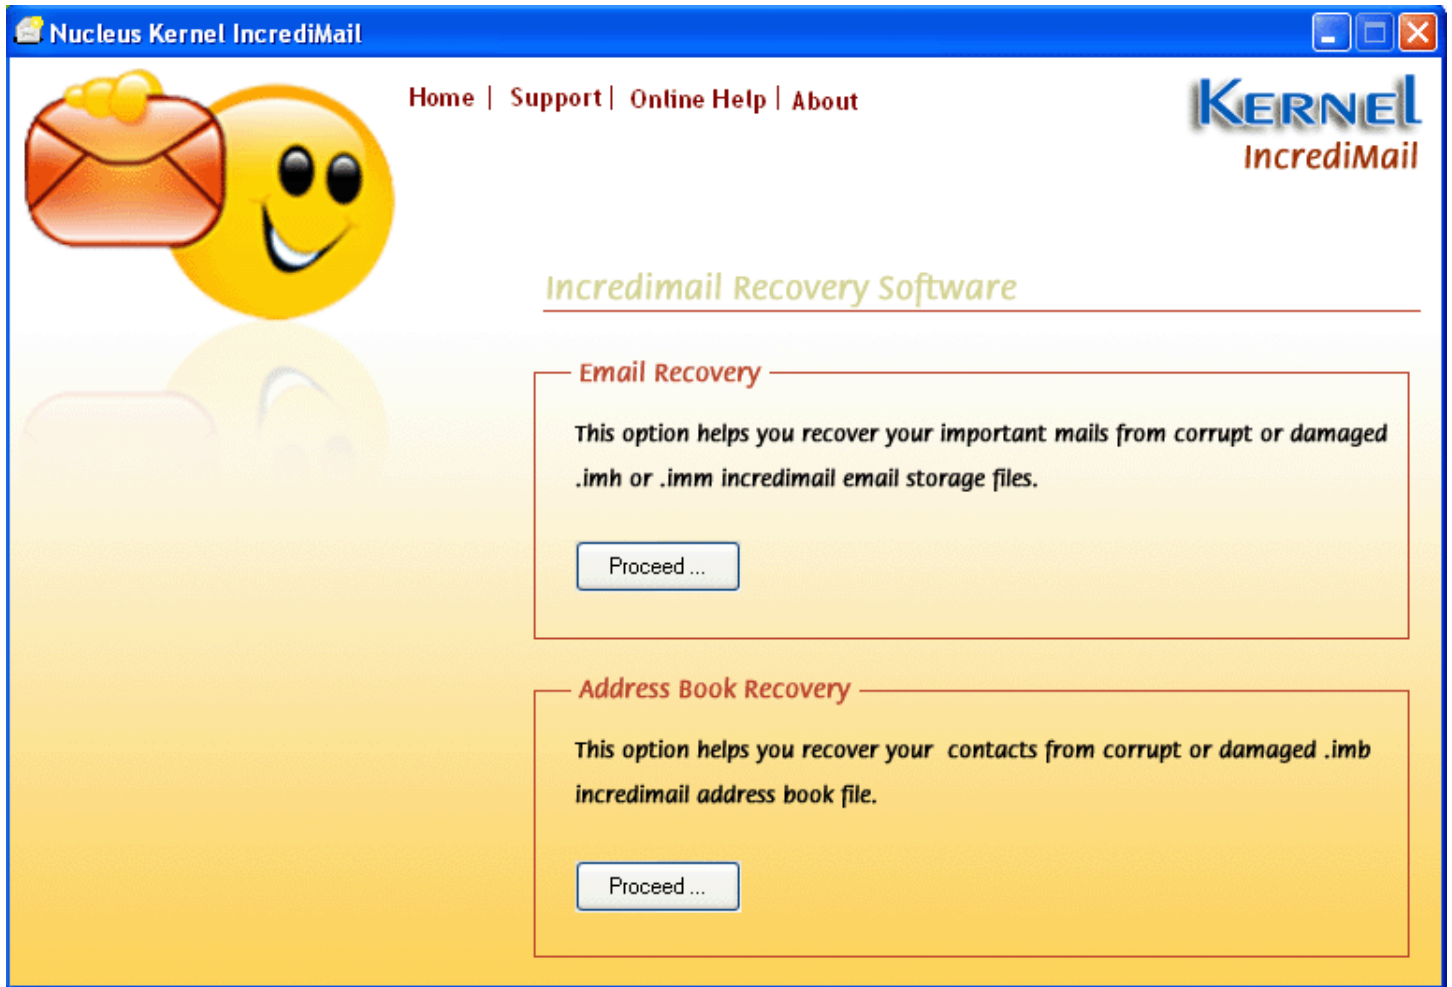 Nucleus Kernel IncrediMail
Home | Support | Online Help | About
KERNEL
IncrediMail
Incredimail Recovery Software
Email Recovery
This option helps you recover your important mails from corrupt or damaged
.imh or .imm incredimail email storage files.
Proceed ...
Address Book Recovery
This option helps you recover your  contacts from corrupt or damaged .imb
incredimail address book file.
Proceed ...